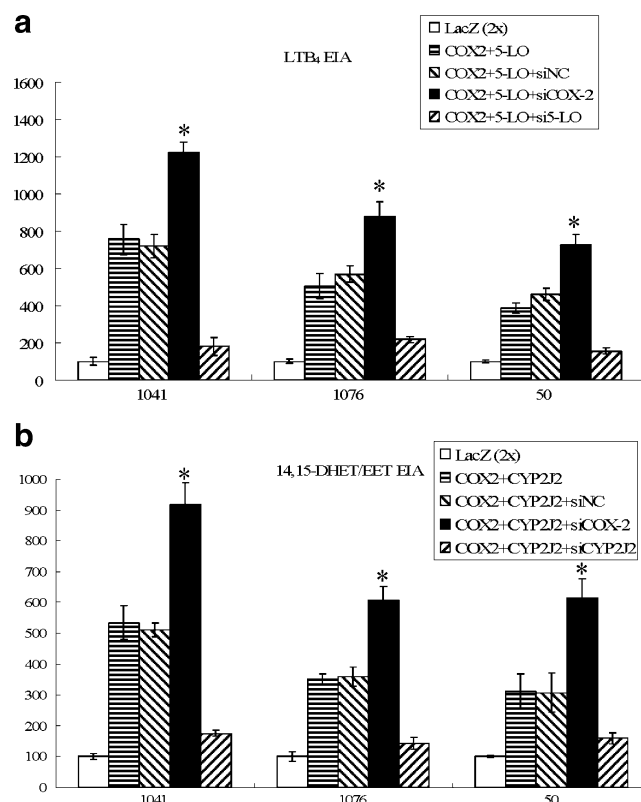 a
LTB₄ EIA
LacZ (2x)
COX2+5-LO
COX2+5-LO+siNC
COX2+5-LO+siCOX-2
COX2+5-LO+si5-LO
1600
1400
1200
1000
800
600
400
200
0
*
*
*
1041
1076
50
b
14,15-DHET/EET EIA
LacZ (2x)
COX2+CYP2J2
COX2+CYP2J2+siNC
COX2+CYP2J2+siCOX-2
COX2+CYP2J2+siCYP2J2
1000
900
800
700
600
500
400
300
200
100
0
*
*
*
1041
1076
50